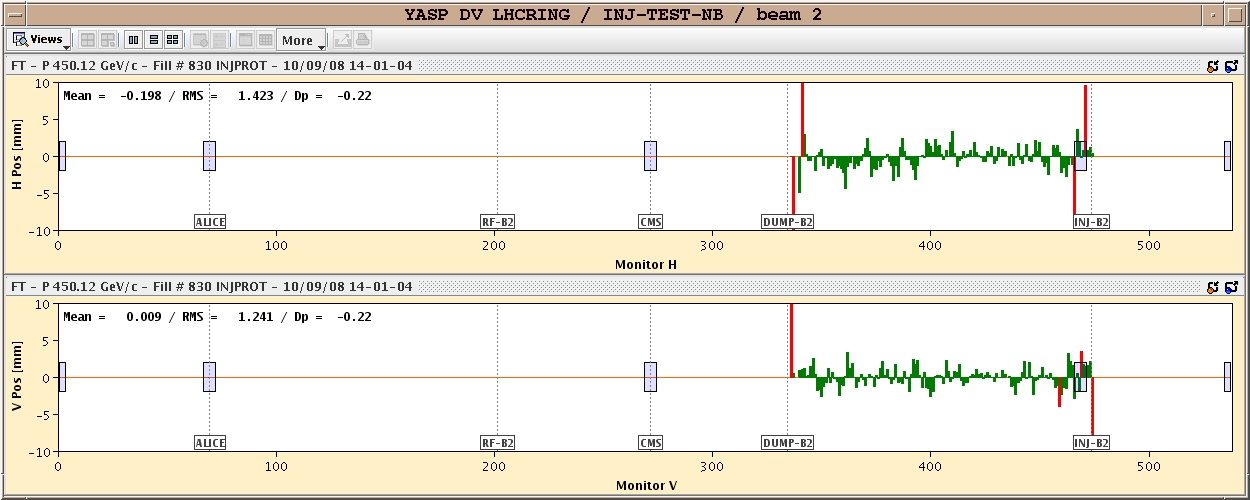 YASP DV LHCRING / INJ-TEST-NB / beam 2
Views More
FT - P 450.12 GeV/c - Fill # 830 INJPROT - 10/09/08 14-01-04
Mean = -0.198 / RMS = 1.423 / Dp = -0.22
H Pos [mm]
10
5
0
-5
-10
ALICE RF-B2 CMS DUMP-B2 INJ-B2
0 100 200 300 400 500
Monitor H
FT - P 450.12 GeV/c - Fill # 830 INJPROT - 10/09/08 14-01-04
Mean = 0.009 / RMS = 1.241 / Dp = -0.22
V Pos [mm]
10
5
0
-5
-10
ALICE RF-B2 CMS DUMP-B2 INJ-B2
0 100 200 300 400 500
Monitor V